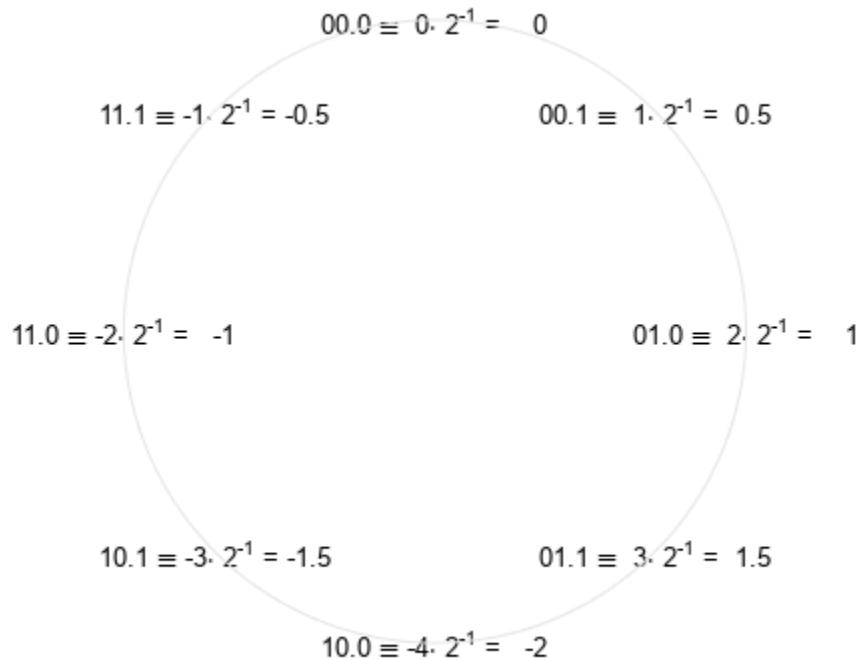 00.0 ≡ 0· 2⁻¹ = 0
11.1 ≡ -1· 2⁻¹ = -0.5
00.1 ≡ 1· 2⁻¹ = 0.5
11.0 ≡ -2· 2⁻¹ = -1
01.0 ≡ 2· 2⁻¹ = 1
10.1 ≡ -3· 2⁻¹ = -1.5
01.1 ≡ 3· 2⁻¹ = 1.5
10.0 ≡ -4· 2⁻¹ = -2